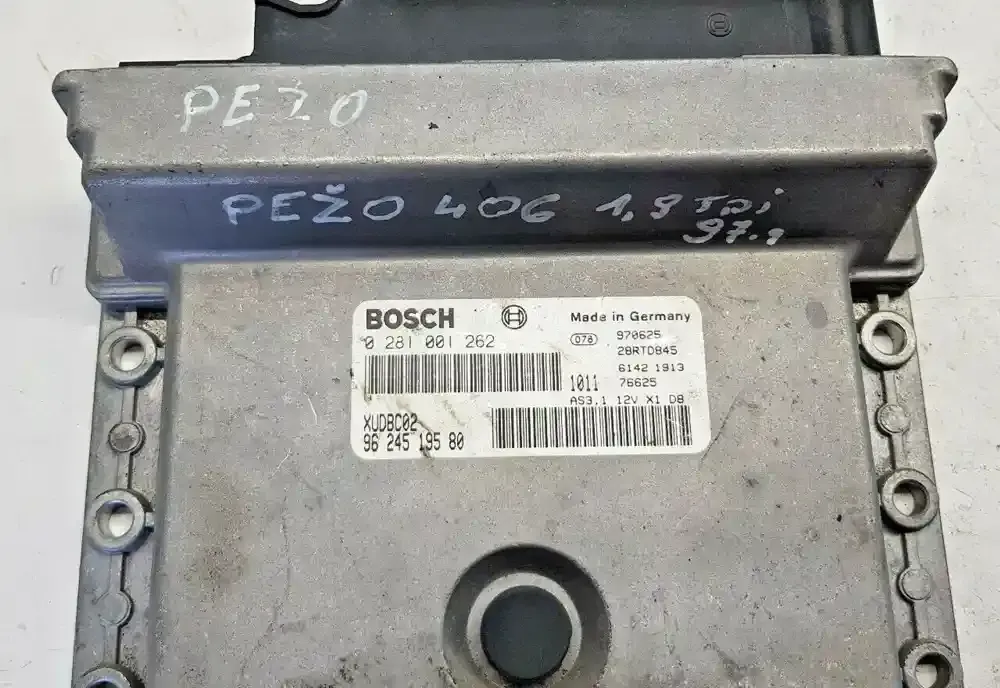 PEŽO
PEŽO 406 1,9 TDi
97.g
BOSCH
Made in Germany
0 281 001 262
078 970625
28RTD845
6142 1913
1011 76625
AS3.1 12V X1 D8
XUDBC02
96 245 195 80